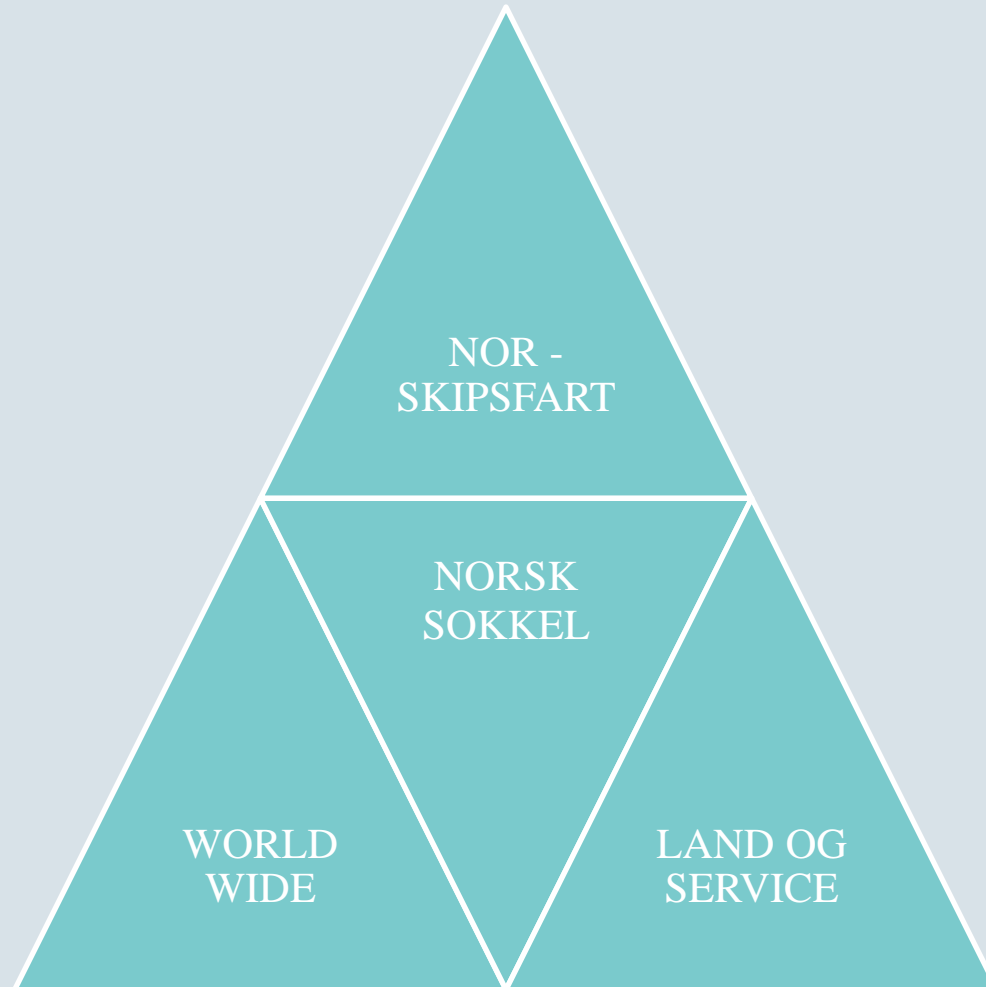 NOR -
SKIPSFART
NORSK
SOKKEL
WORLD
WIDE
LAND OG
SERVICE